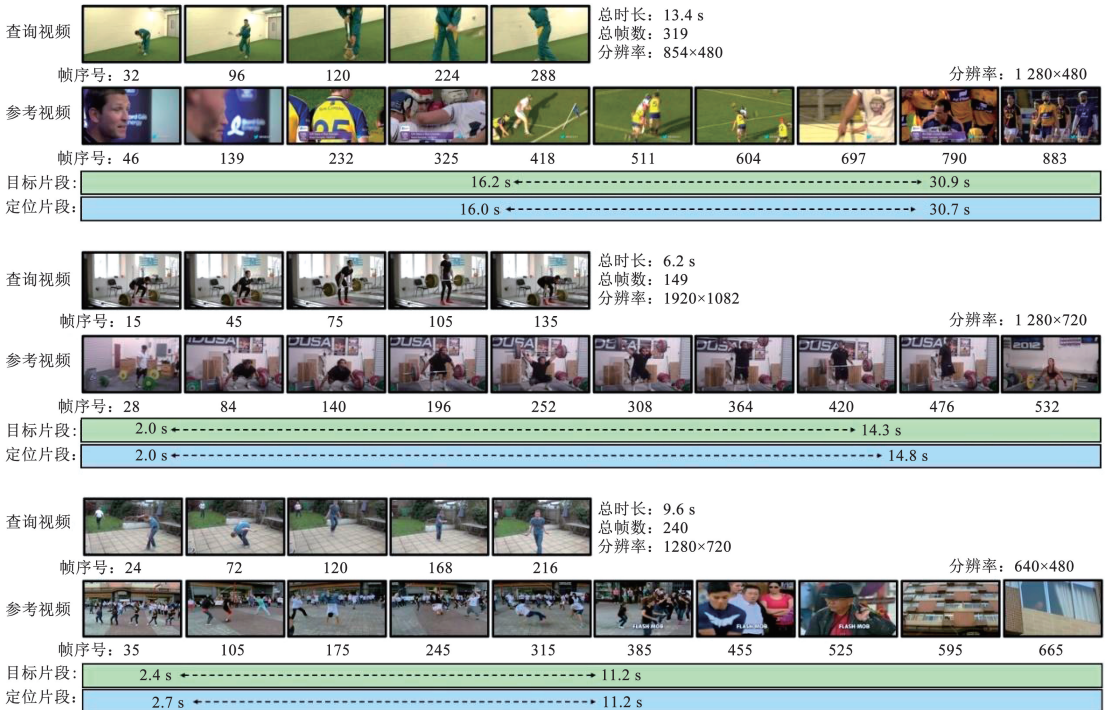 查询视频
总时长：13.4 s
总帧数：319
分辨率：854×480
帧序号：32 96 120 224 288
分辨率：1 280×480
参考视频
帧序号：46 139 232 325 418 511 604 697 790 883
目标片段: 16.2 s 30.9 s
定位片段： 16.0 s 30.7 s
查询视频
总时长：6.2 s
总帧数：149
分辨率：1920×1082
帧序号：15 45 75 105 135
分辨率：1 280×720
参考视频
帧序号：28 84 140 196 252 308 364 420 476 532
目标片段: 2.0 s 14.3 s
定位片段： 2.0 s 14.8 s
查询视频
总时长：9.6 s
总帧数：240
分辨率：1280×720
帧序号：24 72 120 168 216
分辨率：640×480
参考视频
FLASH MOB FLASH MOB FLASH MOB
帧序号：35 105 175 245 315 385 455 525 595 665
目标片段: 2.4 s 11.2 s
定位片段： 2.7 s 11.2 s